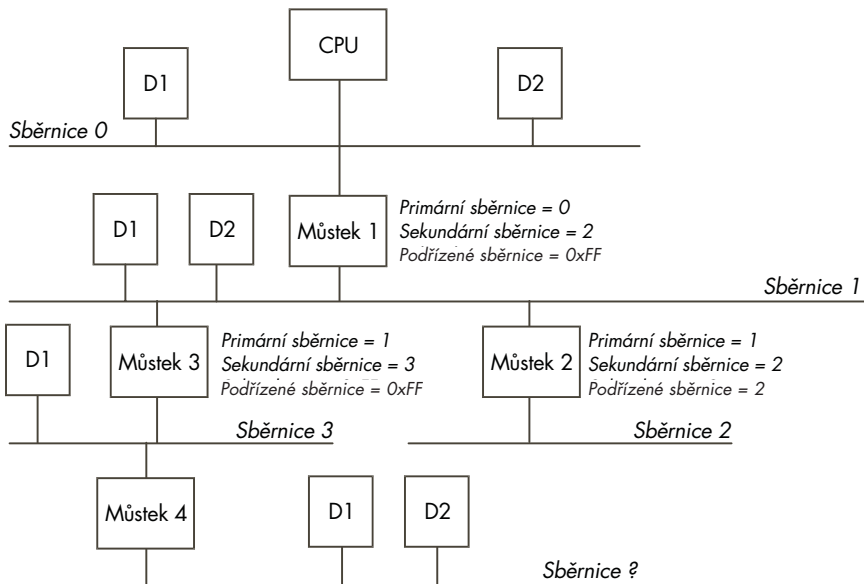 CPU
D1
D2
Sběrnice 0
D1
D2
Můstek 1
Primární sběrnice = 0
Sekundární sběrnice = 2
Podřízené sběrnice = 0xFF
Sběrnice 1
D1
Můstek 3
Primární sběrnice = 1
Sekundární sběrnice = 3
Podřízené sběrnice = 0xFF
Můstek 2
Primární sběrnice = 1
Sekundární sběrnice = 2
Podřízené sběrnice = 2
Sběrnice 3
Sběrnice 2
Můstek 4
D1
D2
Sběrnice ?